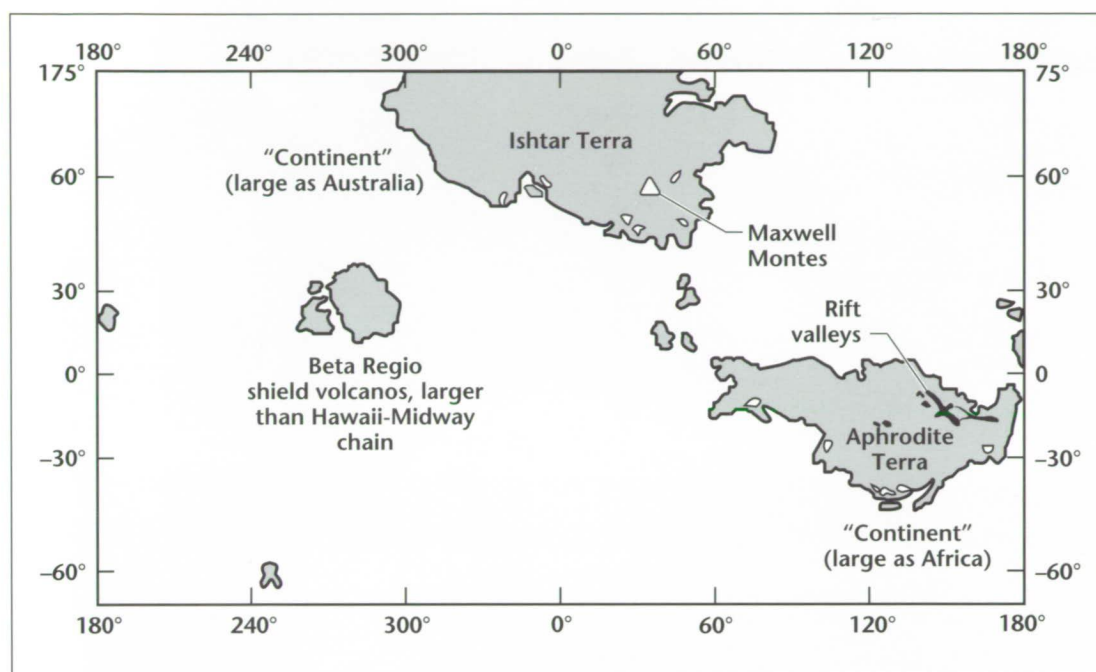 180° 240° 300° 0° 60° 120° 180°
175° 75°
Ishtar Terra
“Continent”
(large as Australia)
60° 60°
Maxwell
Montes
30° 30°
Rift
valleys
Beta Regio
shield volcanos, larger
than Hawaii-Midway
chain
0° 0
Aphrodite
Terra
–30° –30°
“Continent”
(large as Africa)
–60° –60°
180° 240° 300° 0° 60° 120° 180°